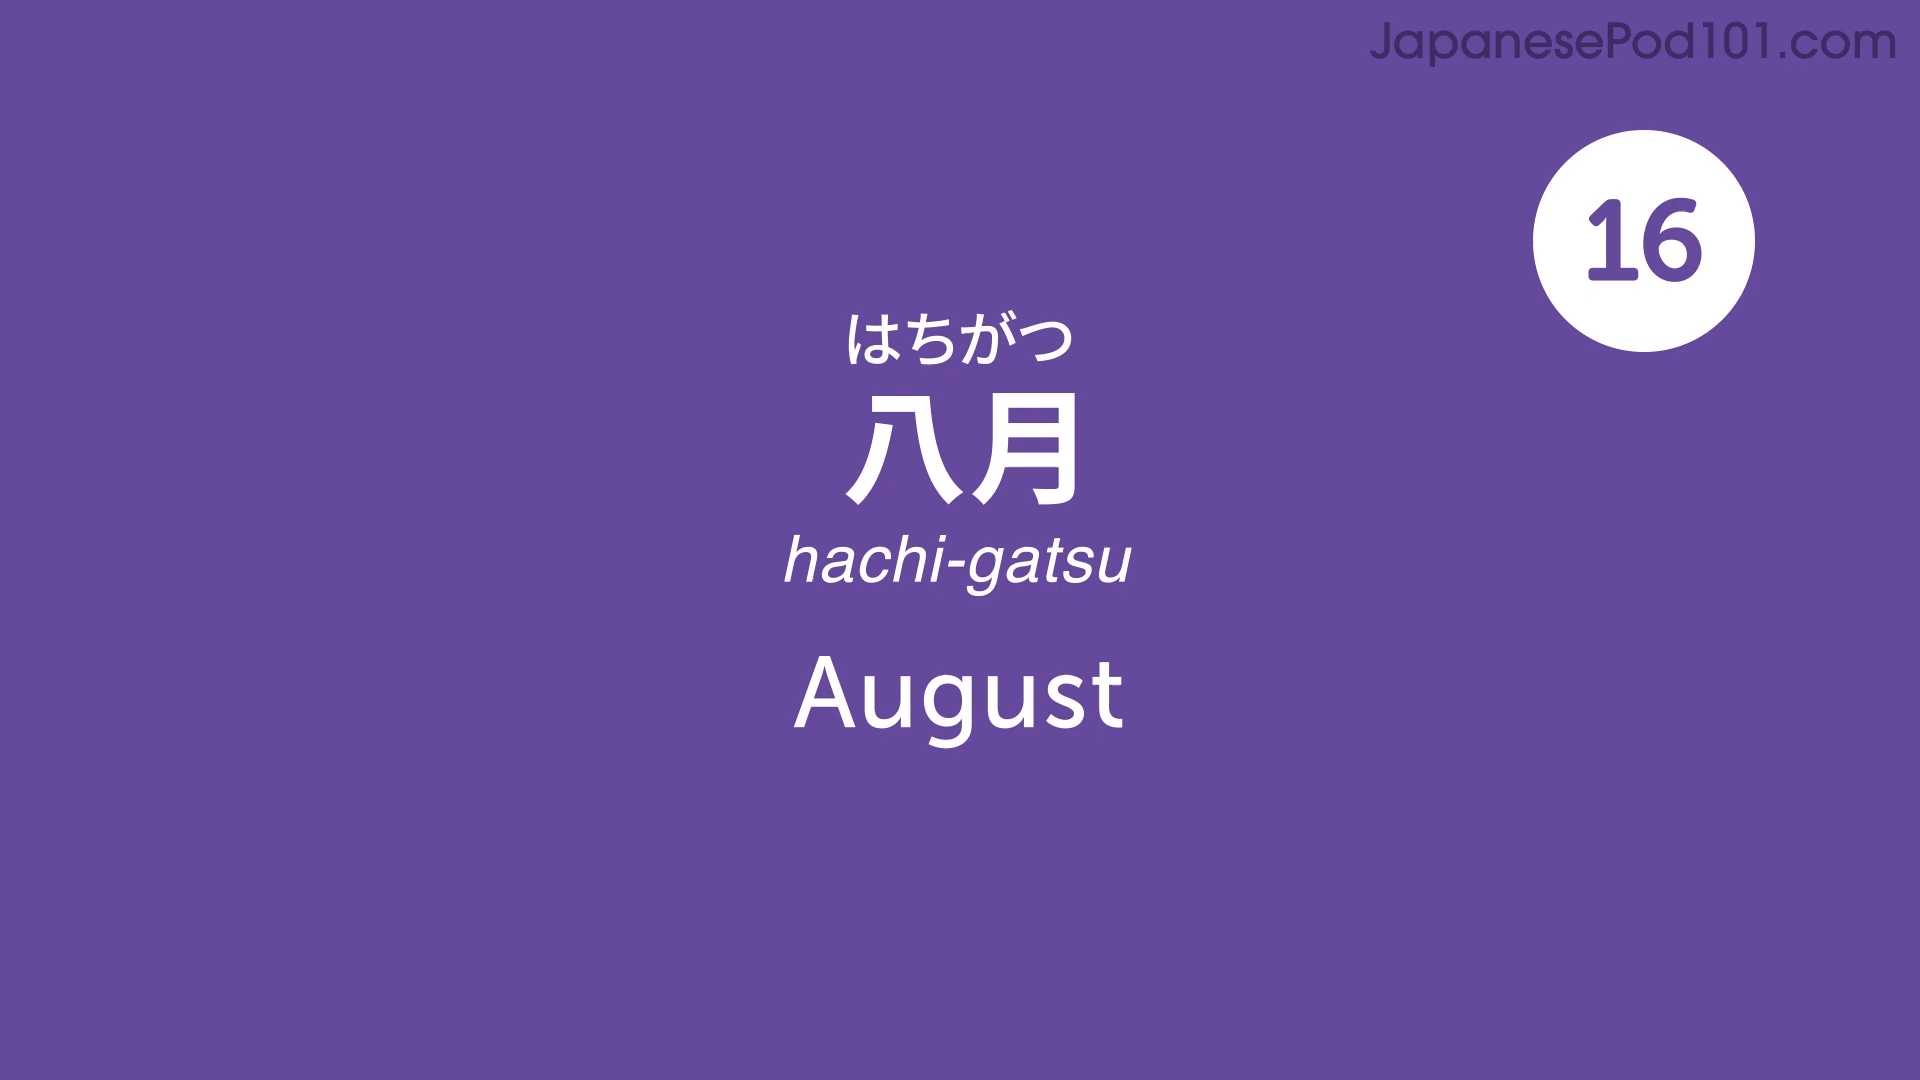 JapanesePod101.com
16
はちがつ
八月
hachi-gatsu
August